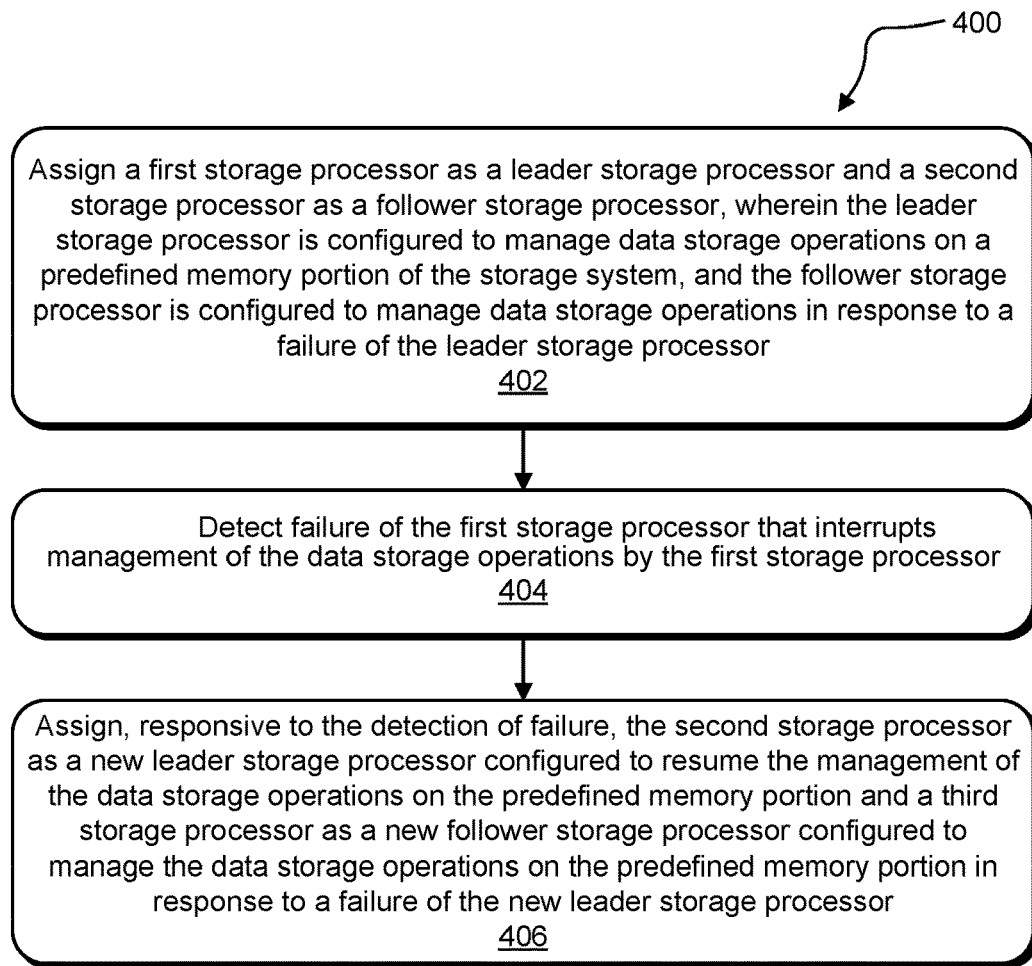 400
Assign a first storage processor as a leader storage processor and a second
storage processor as a follower storage processor, wherein the leader
storage processor is configured to manage data storage operations on a
predefined memory portion of the storage system, and the follower storage
processor is configured to manage data storage operations in response to a
failure of the leader storage processor
402
Detect failure of the first storage processor that interrupts
management of the data storage operations by the first storage processor
404
Assign, responsive to the detection of failure, the second storage processor
as a new leader storage processor configured to resume the management of
the data storage operations on the predefined memory portion and a third
storage processor as a new follower storage processor configured to
manage the data storage operations on the predefined memory portion in
response to a failure of the new leader storage processor
406